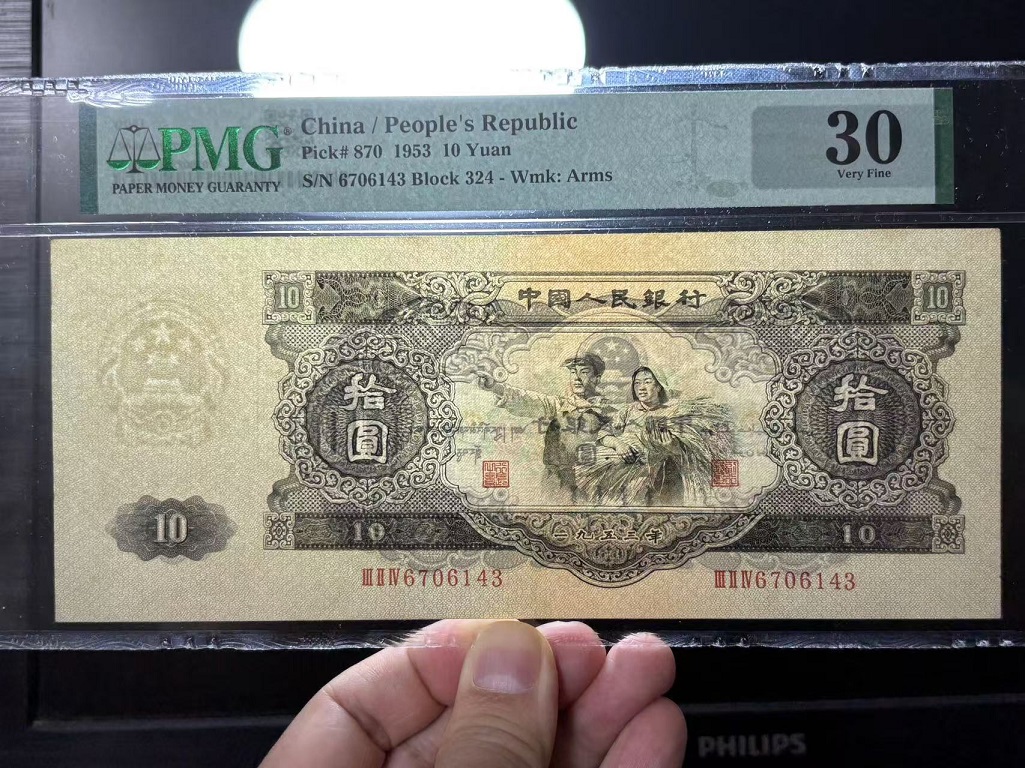 PMG
PAPER MONEY GUARANTY
China / People's Republic
Pick# 870 1953 10 Yuan
S/N 6706143 Block 324 - Wmk: Arms
30
Very Fine
10
中國人民銀行
10
拾圓
拾圓
10
10
10
一九五三年
ⅢⅡⅣ6706143
ⅢⅡⅣ6706143
PHILIPS